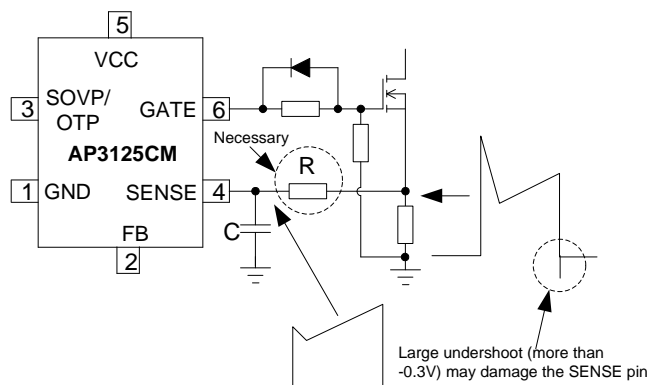 5
VCC
3
SOVP/
OTP
GATE
6
Necessary
AP3125CM
R
1
GND
SENSE
4
FB
C
2
Large undershoot (more than
-0.3V) may damage the SENSE pin